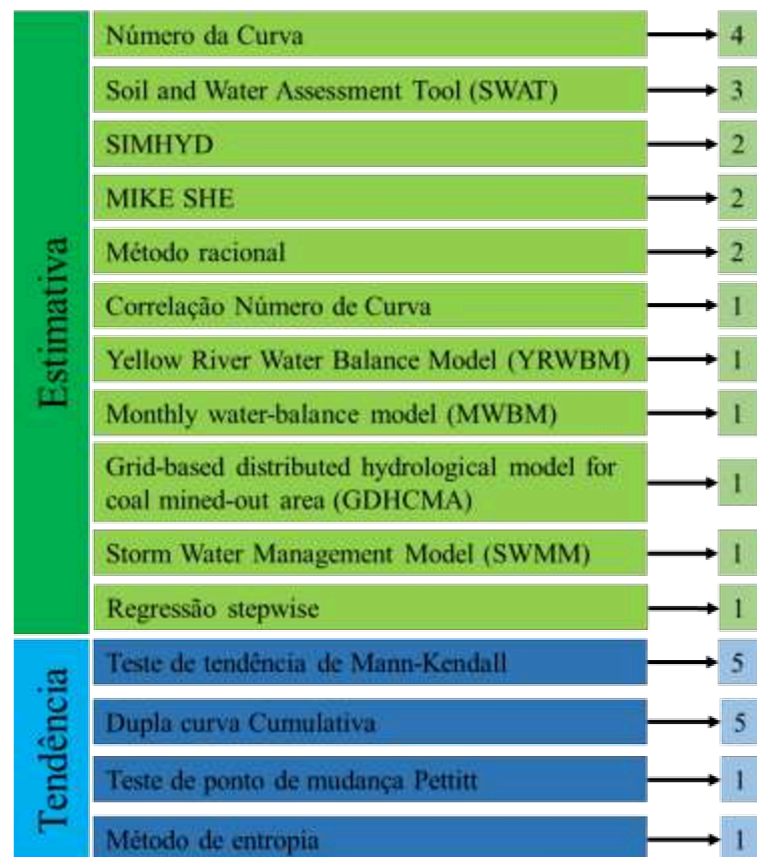 Estimativa
Número da Curva 4
Soil and Water Assessment Tool (SWAT) 3
SIMHYD 2
MIKE SHE 2
Método racional 2
Correlação Número de Curva 1
Yellow River Water Balance Model (YRWBM) 1
Monthly water-balance model (MWBM) 1
Grid-based distributed hydrological model for
coal mined-out area (GDHCMA) 1
Storm Water Management Model (SWMM) 1
Regressão stepwise 1
Tendência
Teste de tendência de Mann-Kendall 5
Dupla curva Cumulativa 5
Teste de ponto de mudança Pettitt 1
Método de entropia 1